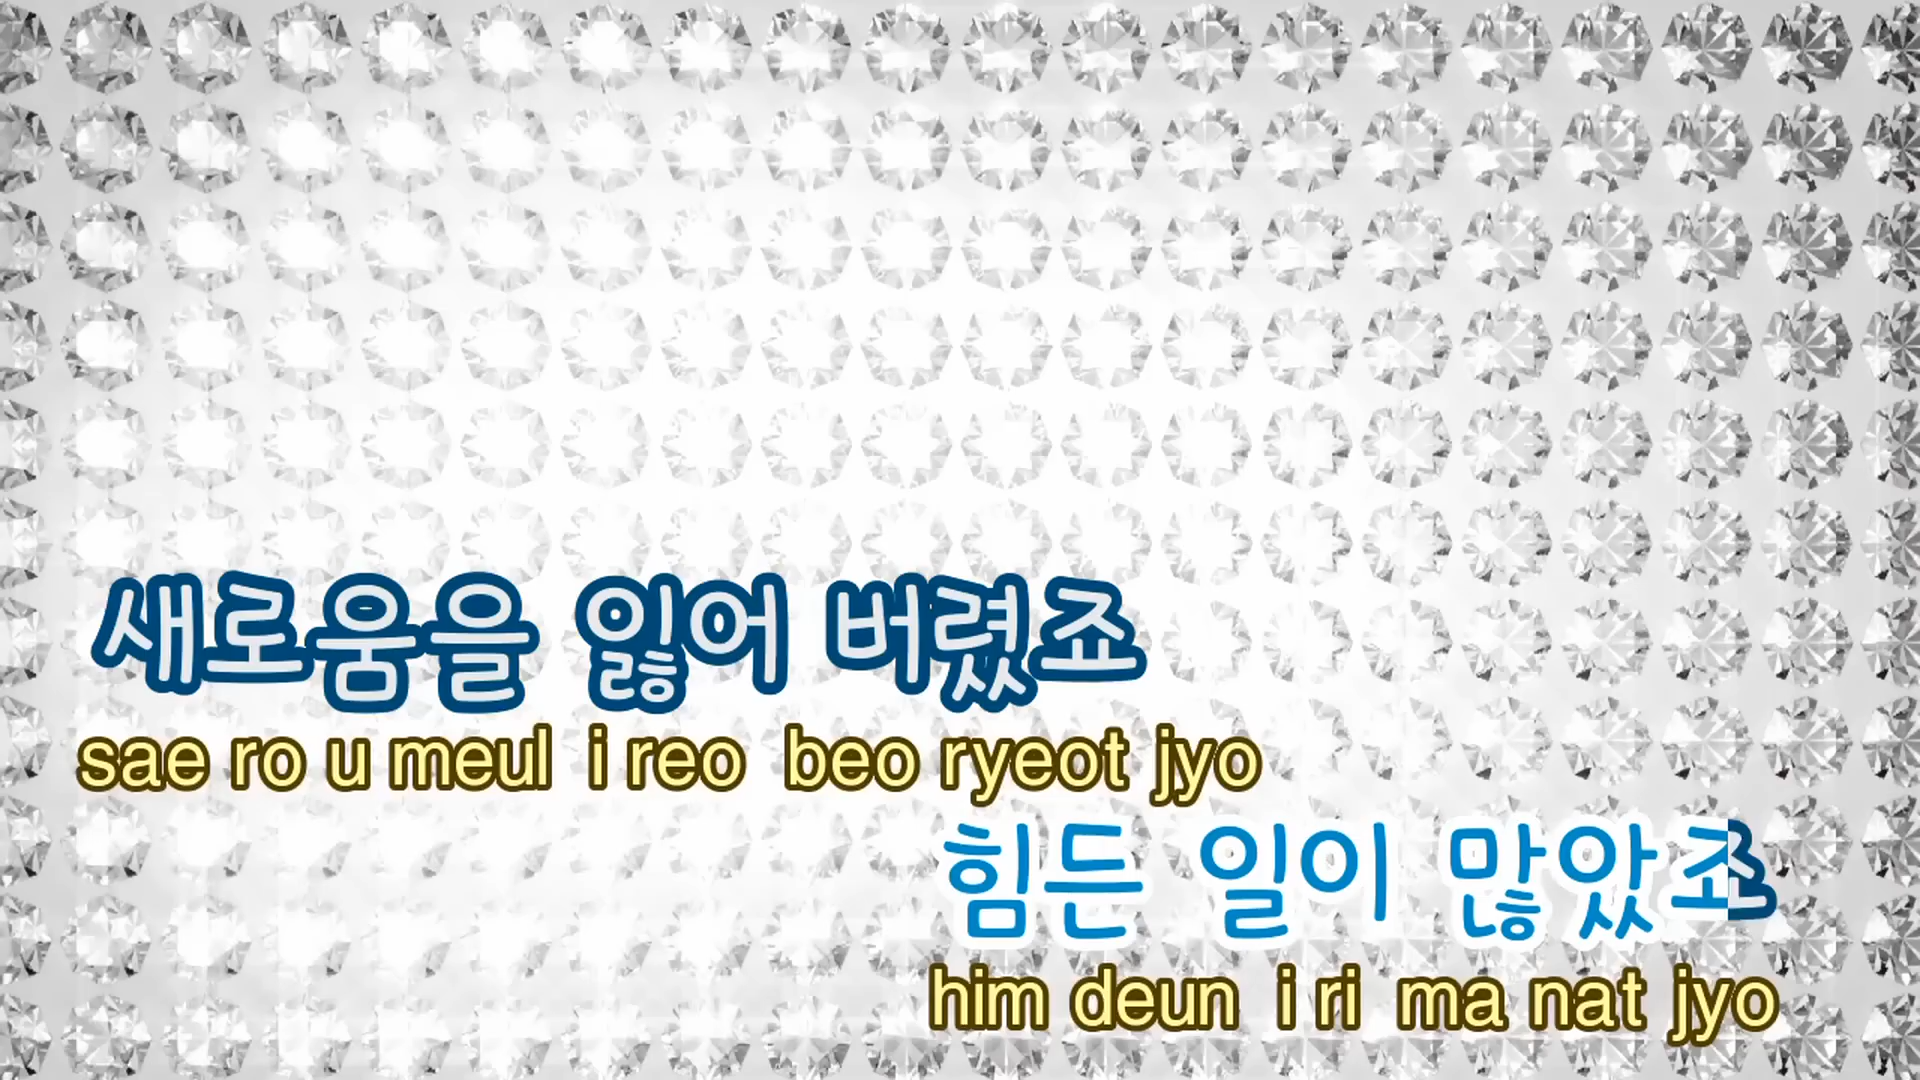 새로움을 잃어 버렸죠
sae ro u meul i reo beo ryeot jyo
힘든 일이 많았죠
him deun i ri ma nat jyo